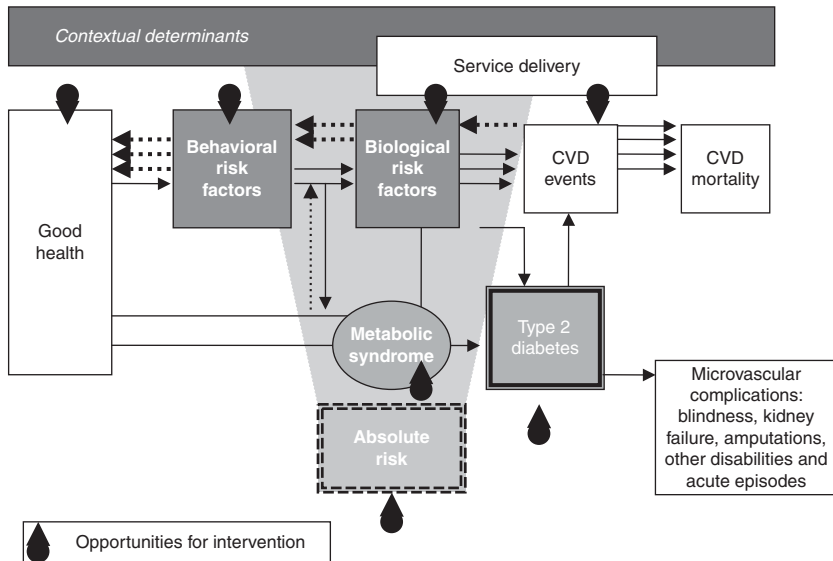 Contextual determinants
Service delivery
Good
health
Behavioral
risk
factors
Biological
risk
factors
CVD
events
CVD
mortality
Metabolic
syndrome
Type 2
diabetes
Absolute
risk
Microvascular
complications:
blindness, kidney
failure, amputations,
other disabilities and
acute episodes
Opportunities for intervention